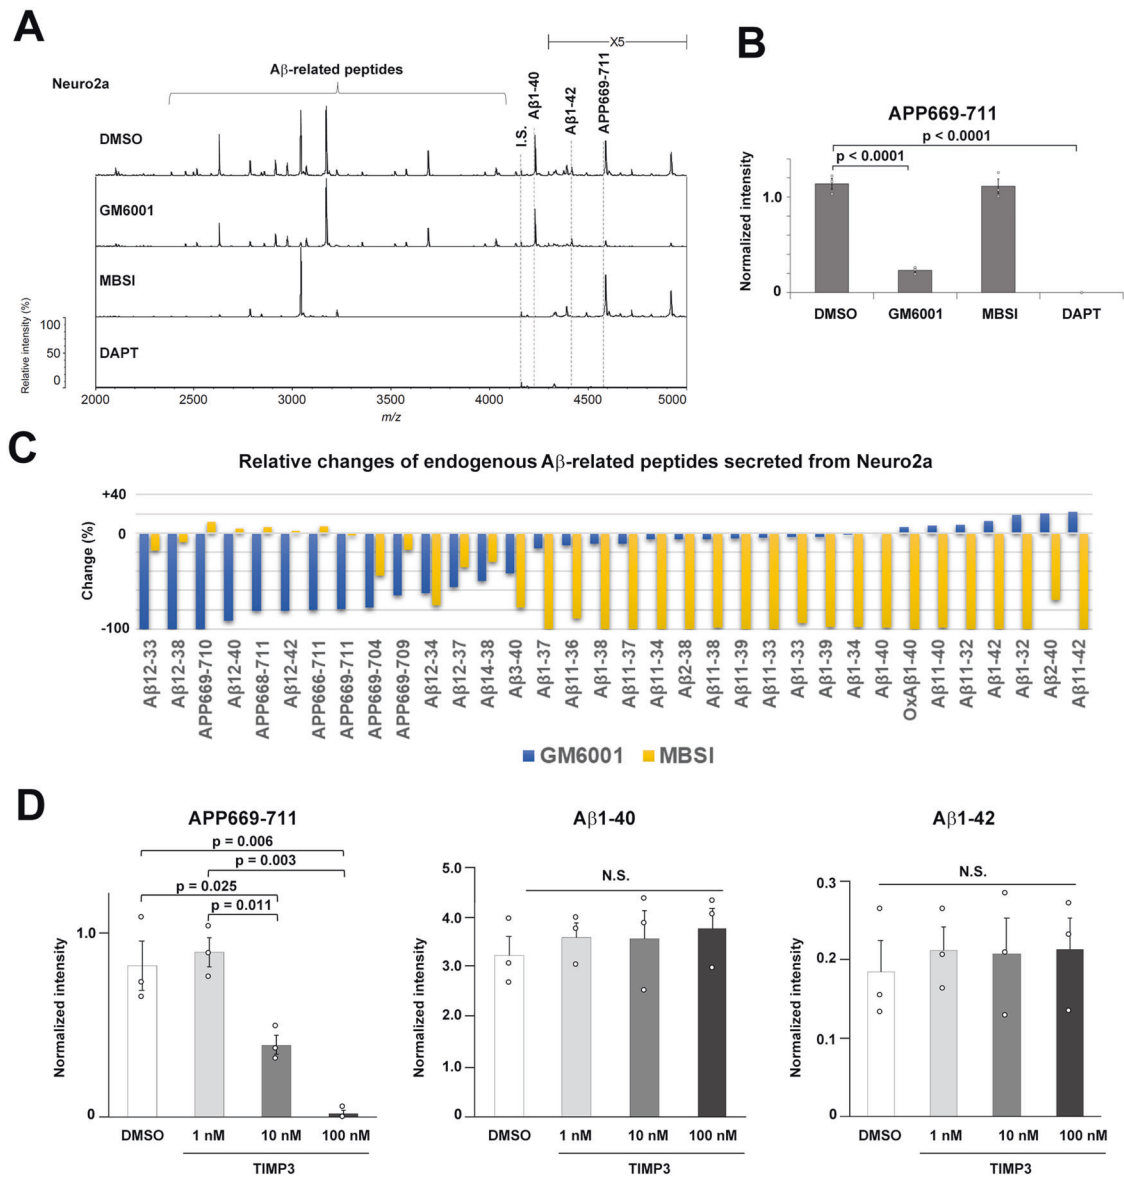 A
X5
Neuro2a
Aβ-related peptides
I.S.
Aβ1-40
Aβ1-42
APP669-711
DMSO
GM6001
MBSI
DAPT
Relative intensity (%)
100
50
0
2000
3000
4000
5000
m/z
B
APP669-711
p < 0.0001
p < 0.0001
Normalized intensity
1.0
0
DMSO
GM6001
MBSI
DAPT
C
Relative changes of endogenous Aβ-related peptides secreted from Neuro2a
Change (%)
+40
0
-100
Aβ12-33
Aβ12-38
APP669-710
Aβ12-40
APP668-711
Aβ12-42
APP666-711
APP669-711
APP669-704
APP669-709
Aβ12-34
Aβ12-37
Aβ14-38
Aβ3-40
Aβ1-37
Aβ11-36
Aβ1-38
Aβ11-37
Aβ11-34
Aβ2-38
Aβ11-38
Aβ11-39
Aβ11-33
Aβ1-33
Aβ1-39
Aβ1-34
Aβ1-40
OxAβ1-40
Aβ11-40
Aβ11-32
Aβ1-42
Aβ1-32
Aβ2-40
Aβ11-42
GM6001
MBSI
D
APP669-711
p = 0.006
p = 0.003
p = 0.025
p = 0.011
Normalized intensity
1.0
0
DMSO
1 nM
10 nM
100 nM
TIMP3
Aβ1-40
N.S.
Normalized intensity
5.0
4.0
3.0
2.0
1.0
0
DMSO
1 nM
10 nM
100 nM
TIMP3
Aβ1-42
N.S.
Normalized intensity
0.3
0.2
0.1
0
DMSO
1 nM
10 nM
100 nM
TIMP3